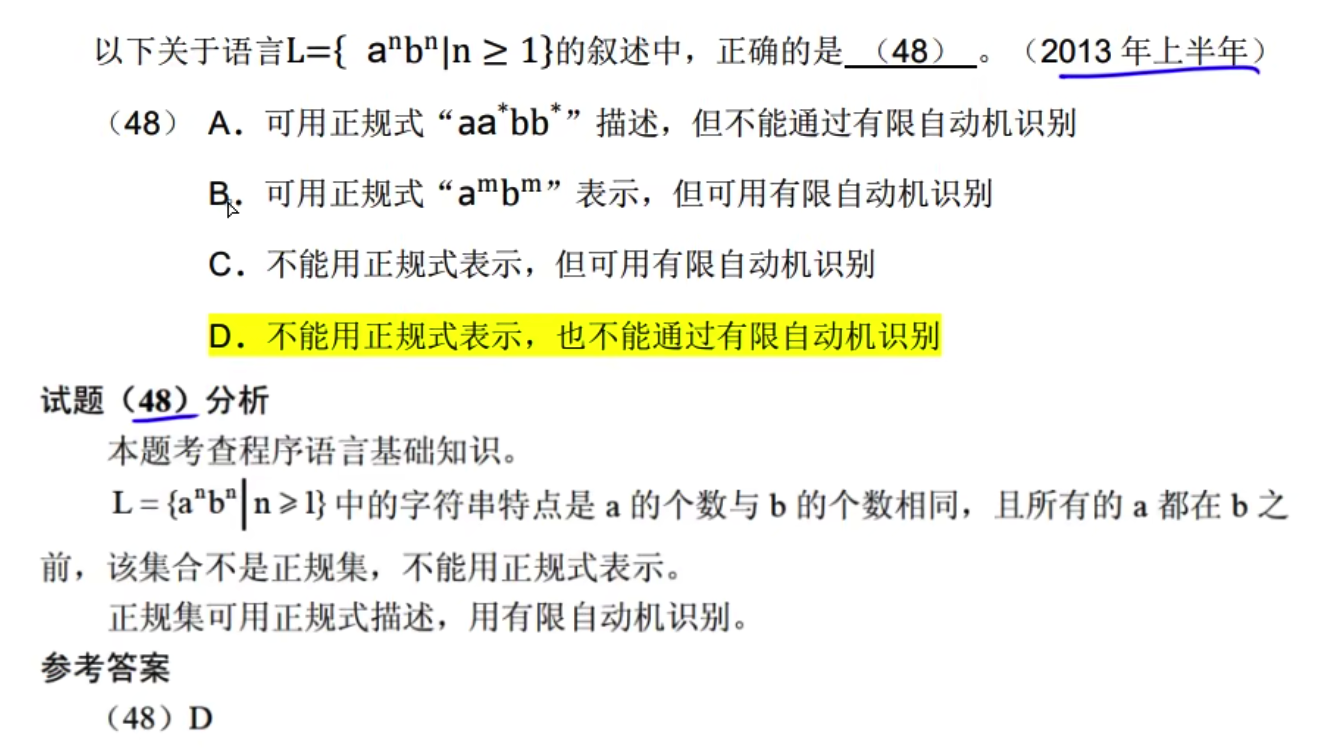 以下关于语言L={ aⁿbⁿ|n ≥ 1}的叙述中，正确的是 （48） 。（2013 年上半年）
（48） A. 可用正规式“aa*bb*”描述，但不能通过有限自动机识别
B. 可用正规式“aᵐbᵐ”表示，但可用有限自动机识别
C. 不能用正规式表示，但可用有限自动机识别
D. 不能用正规式表示，也不能通过有限自动机识别
试题（48）分析
本题考查程序语言基础知识。
L = {aⁿbⁿ|n ⩾ 1} 中的字符串特点是 a 的个数与 b 的个数相同，且所有的 a 都在 b 之
前，该集合不是正规集，不能用正规式表示。
正规集可用正规式描述，用有限自动机识别。
参考答案
（48）D